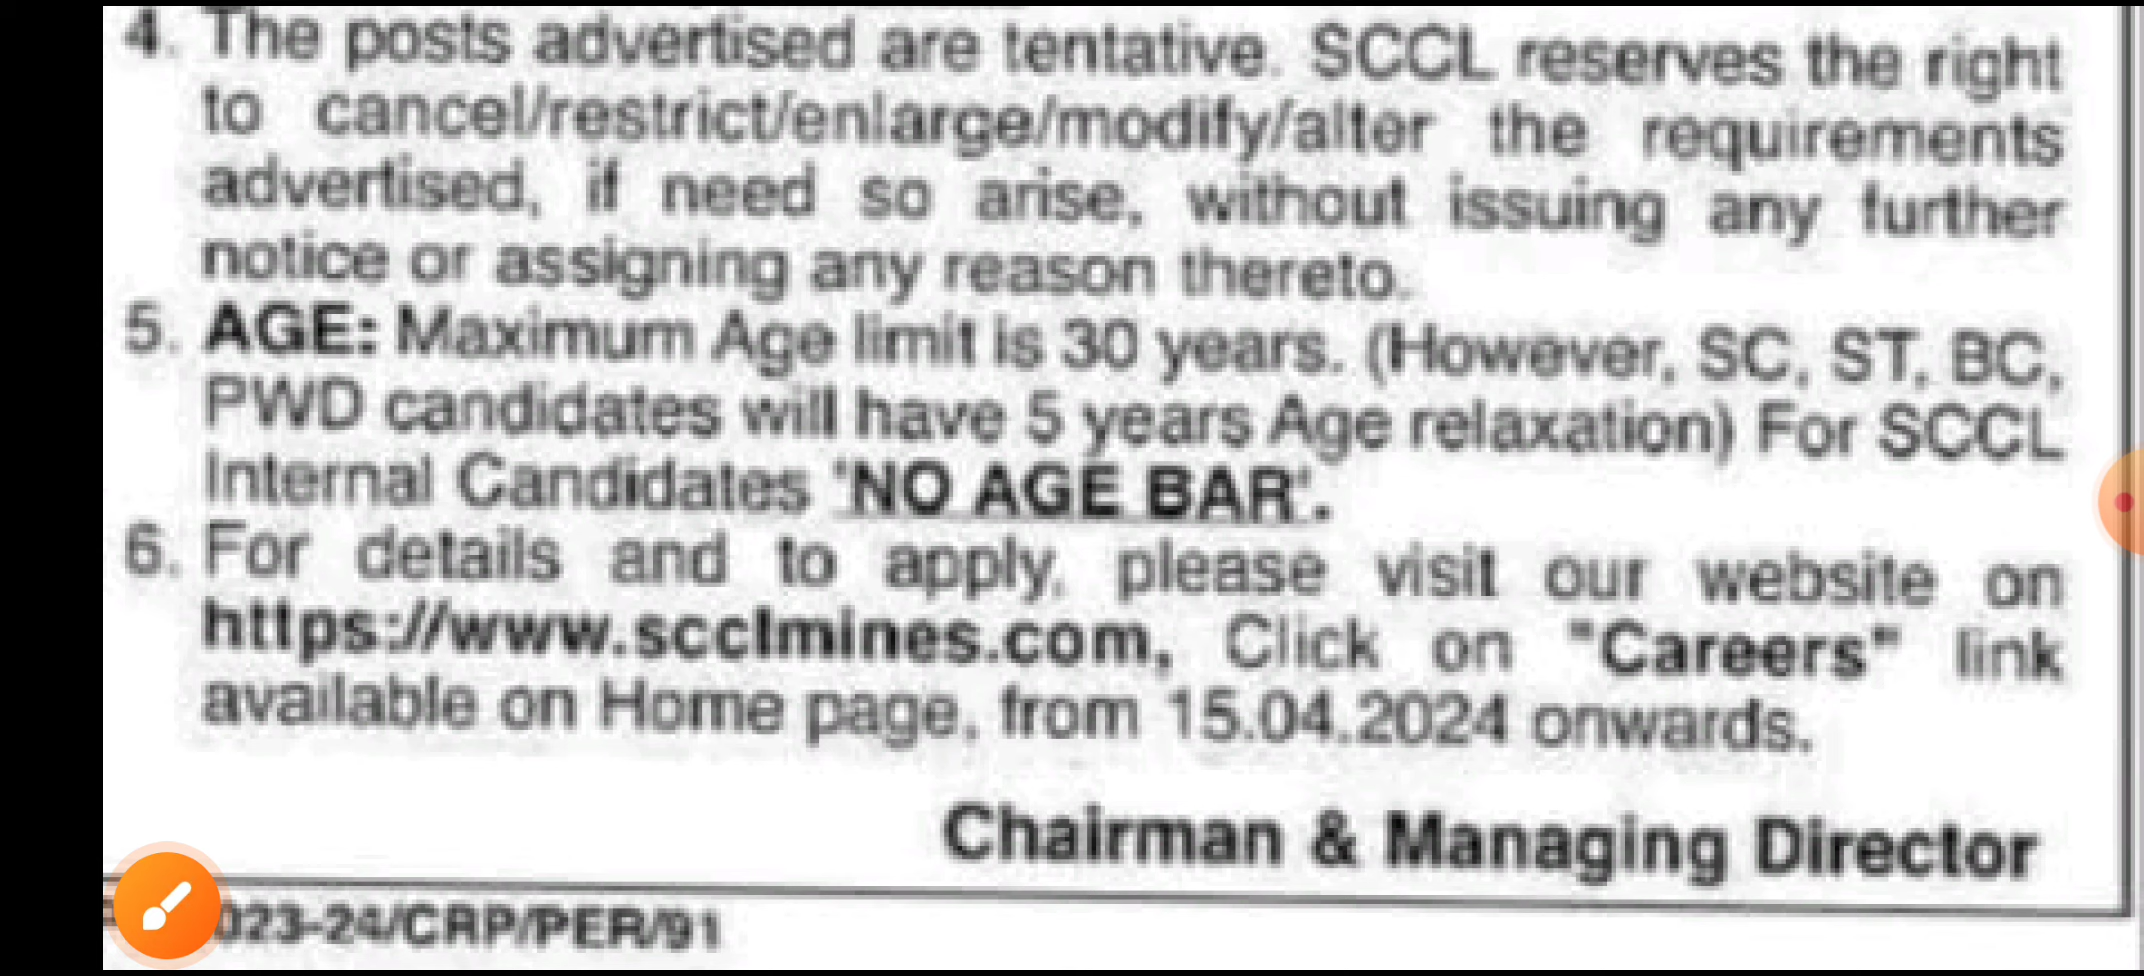 4. The posts advertised are tentative. SCCL reserves the right
to cancel/restrict/enlarge/modify/alter the requirements
advertised, if need so arise, without issuing any further
notice or assigning any reason thereto.
5. AGE: Maximum Age limit is 30 years. (However, SC, ST, BC,
PWD candidates will have 5 years Age relaxation) For SCCL
Internal Candidates 'NO AGE BAR'.
6. For details and to apply, please visit our website on
https://www.scclmines.com, Click on "Careers" link
available on Home page, from 15.04.2024 onwards.
Chairman & Managing Director
023-24/CRP/PER/91